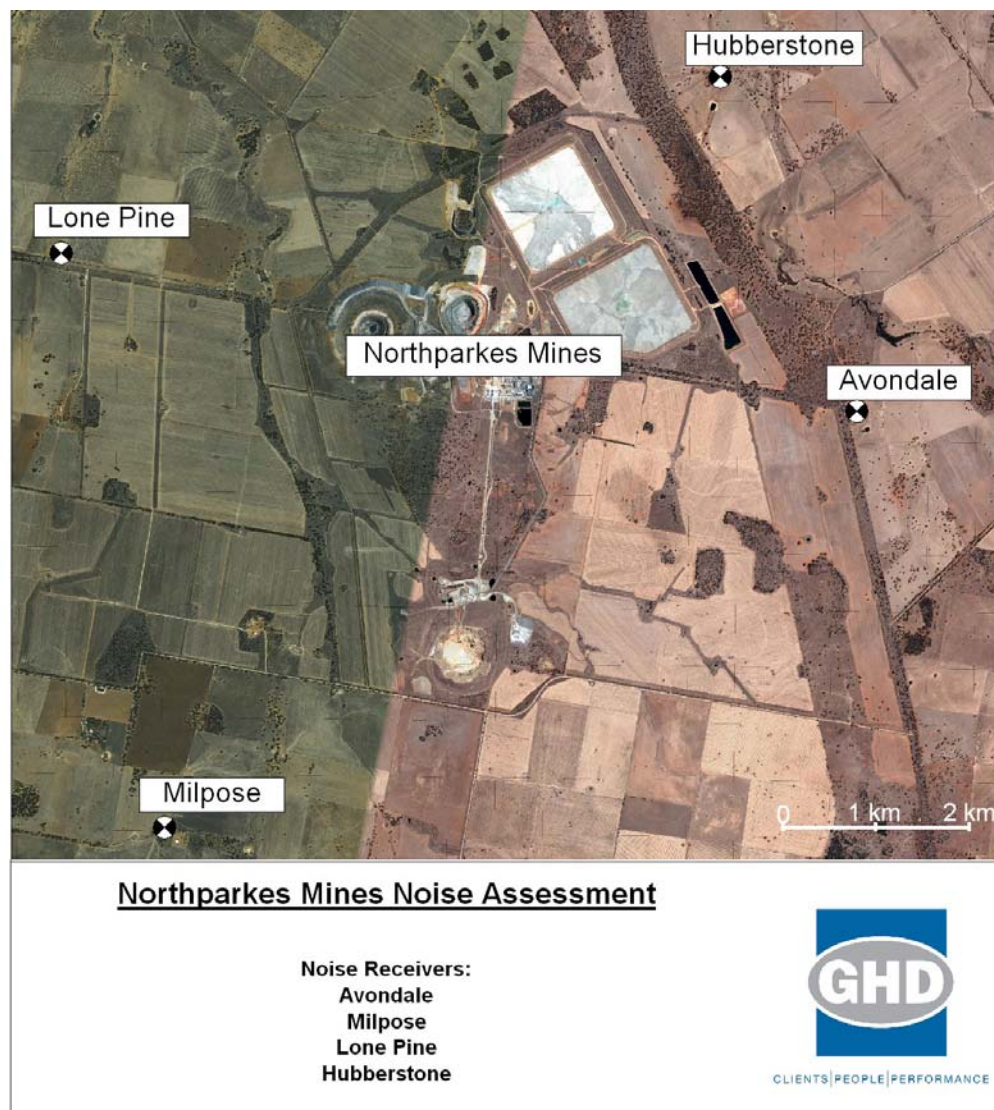 Hubberstone
Lone Pine
Northparkes Mines
Avondale
Milpose
0 1 km 2 km
Northparkes Mines Noise Assessment
Noise Receivers:
Avondale
Milpose
Lone Pine
Hubberstone
GHD
CLIENTS|PEOPLE|PERFORMANCE